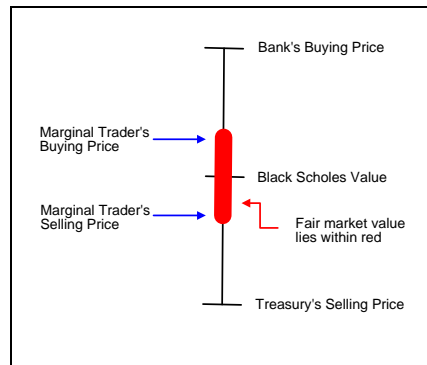 Bank's Buying Price
Marginal Trader's
Buying Price
Black Scholes Value
Marginal Trader's
Selling Price
Fair market value
lies within red
Treasury's Selling Price